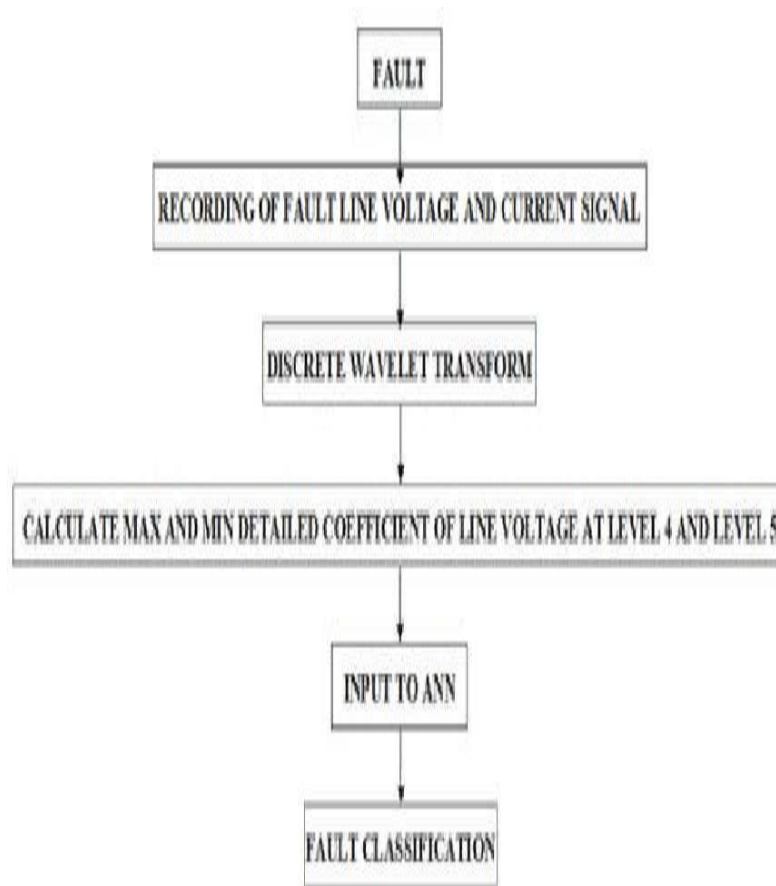 FAULT
RECORDING OF FAULT LINE VOLTAGE AND CURRENT SIGNAL
DISCRETE WAVELET TRANSFORM
CALCULATE MAX AND MIN DETAILED COEFFICIENT OF LINE VOLTAGE AT LEVEL 4 AND LEVEL 5
INPUT TO ANN
FAULT CLASSIFICATION